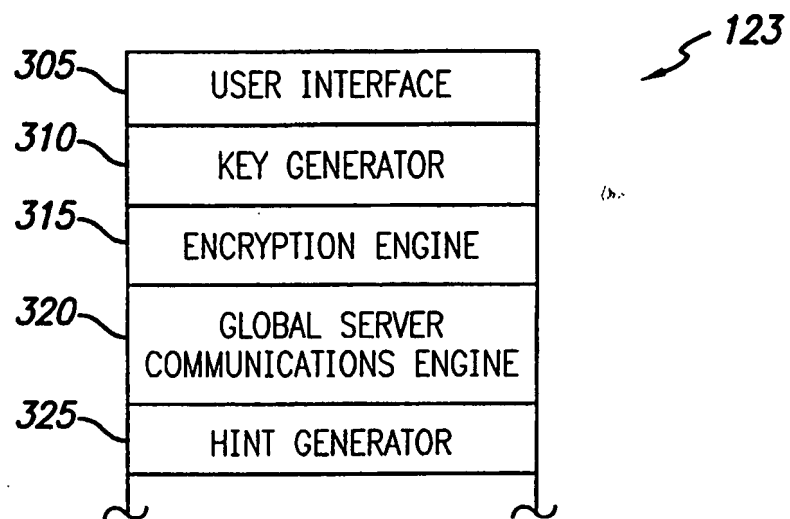 123
305 USER INTERFACE
310 KEY GENERATOR
315 ENCRYPTION ENGINE
320 GLOBAL SERVER
COMMUNICATIONS ENGINE
325 HINT GENERATOR